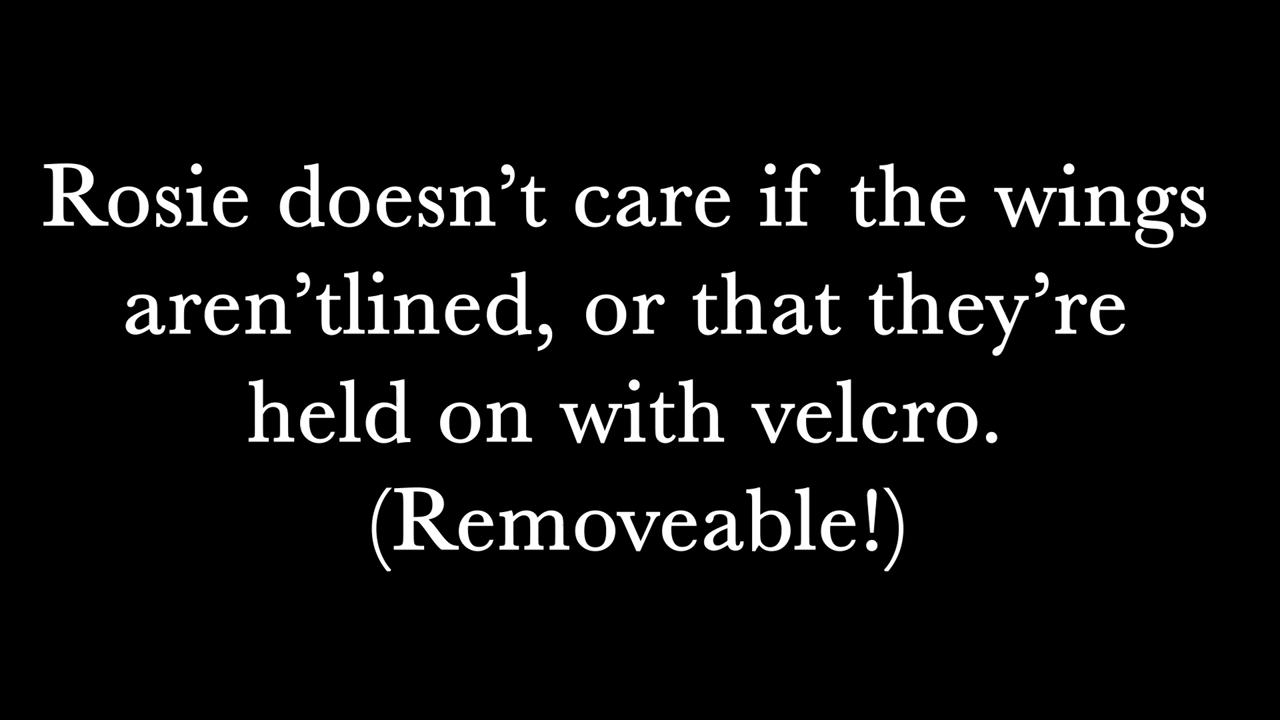 Rosie doesn’t care if the wings
aren’tlined, or that they’re
held on with velcro.
(Removeable!)